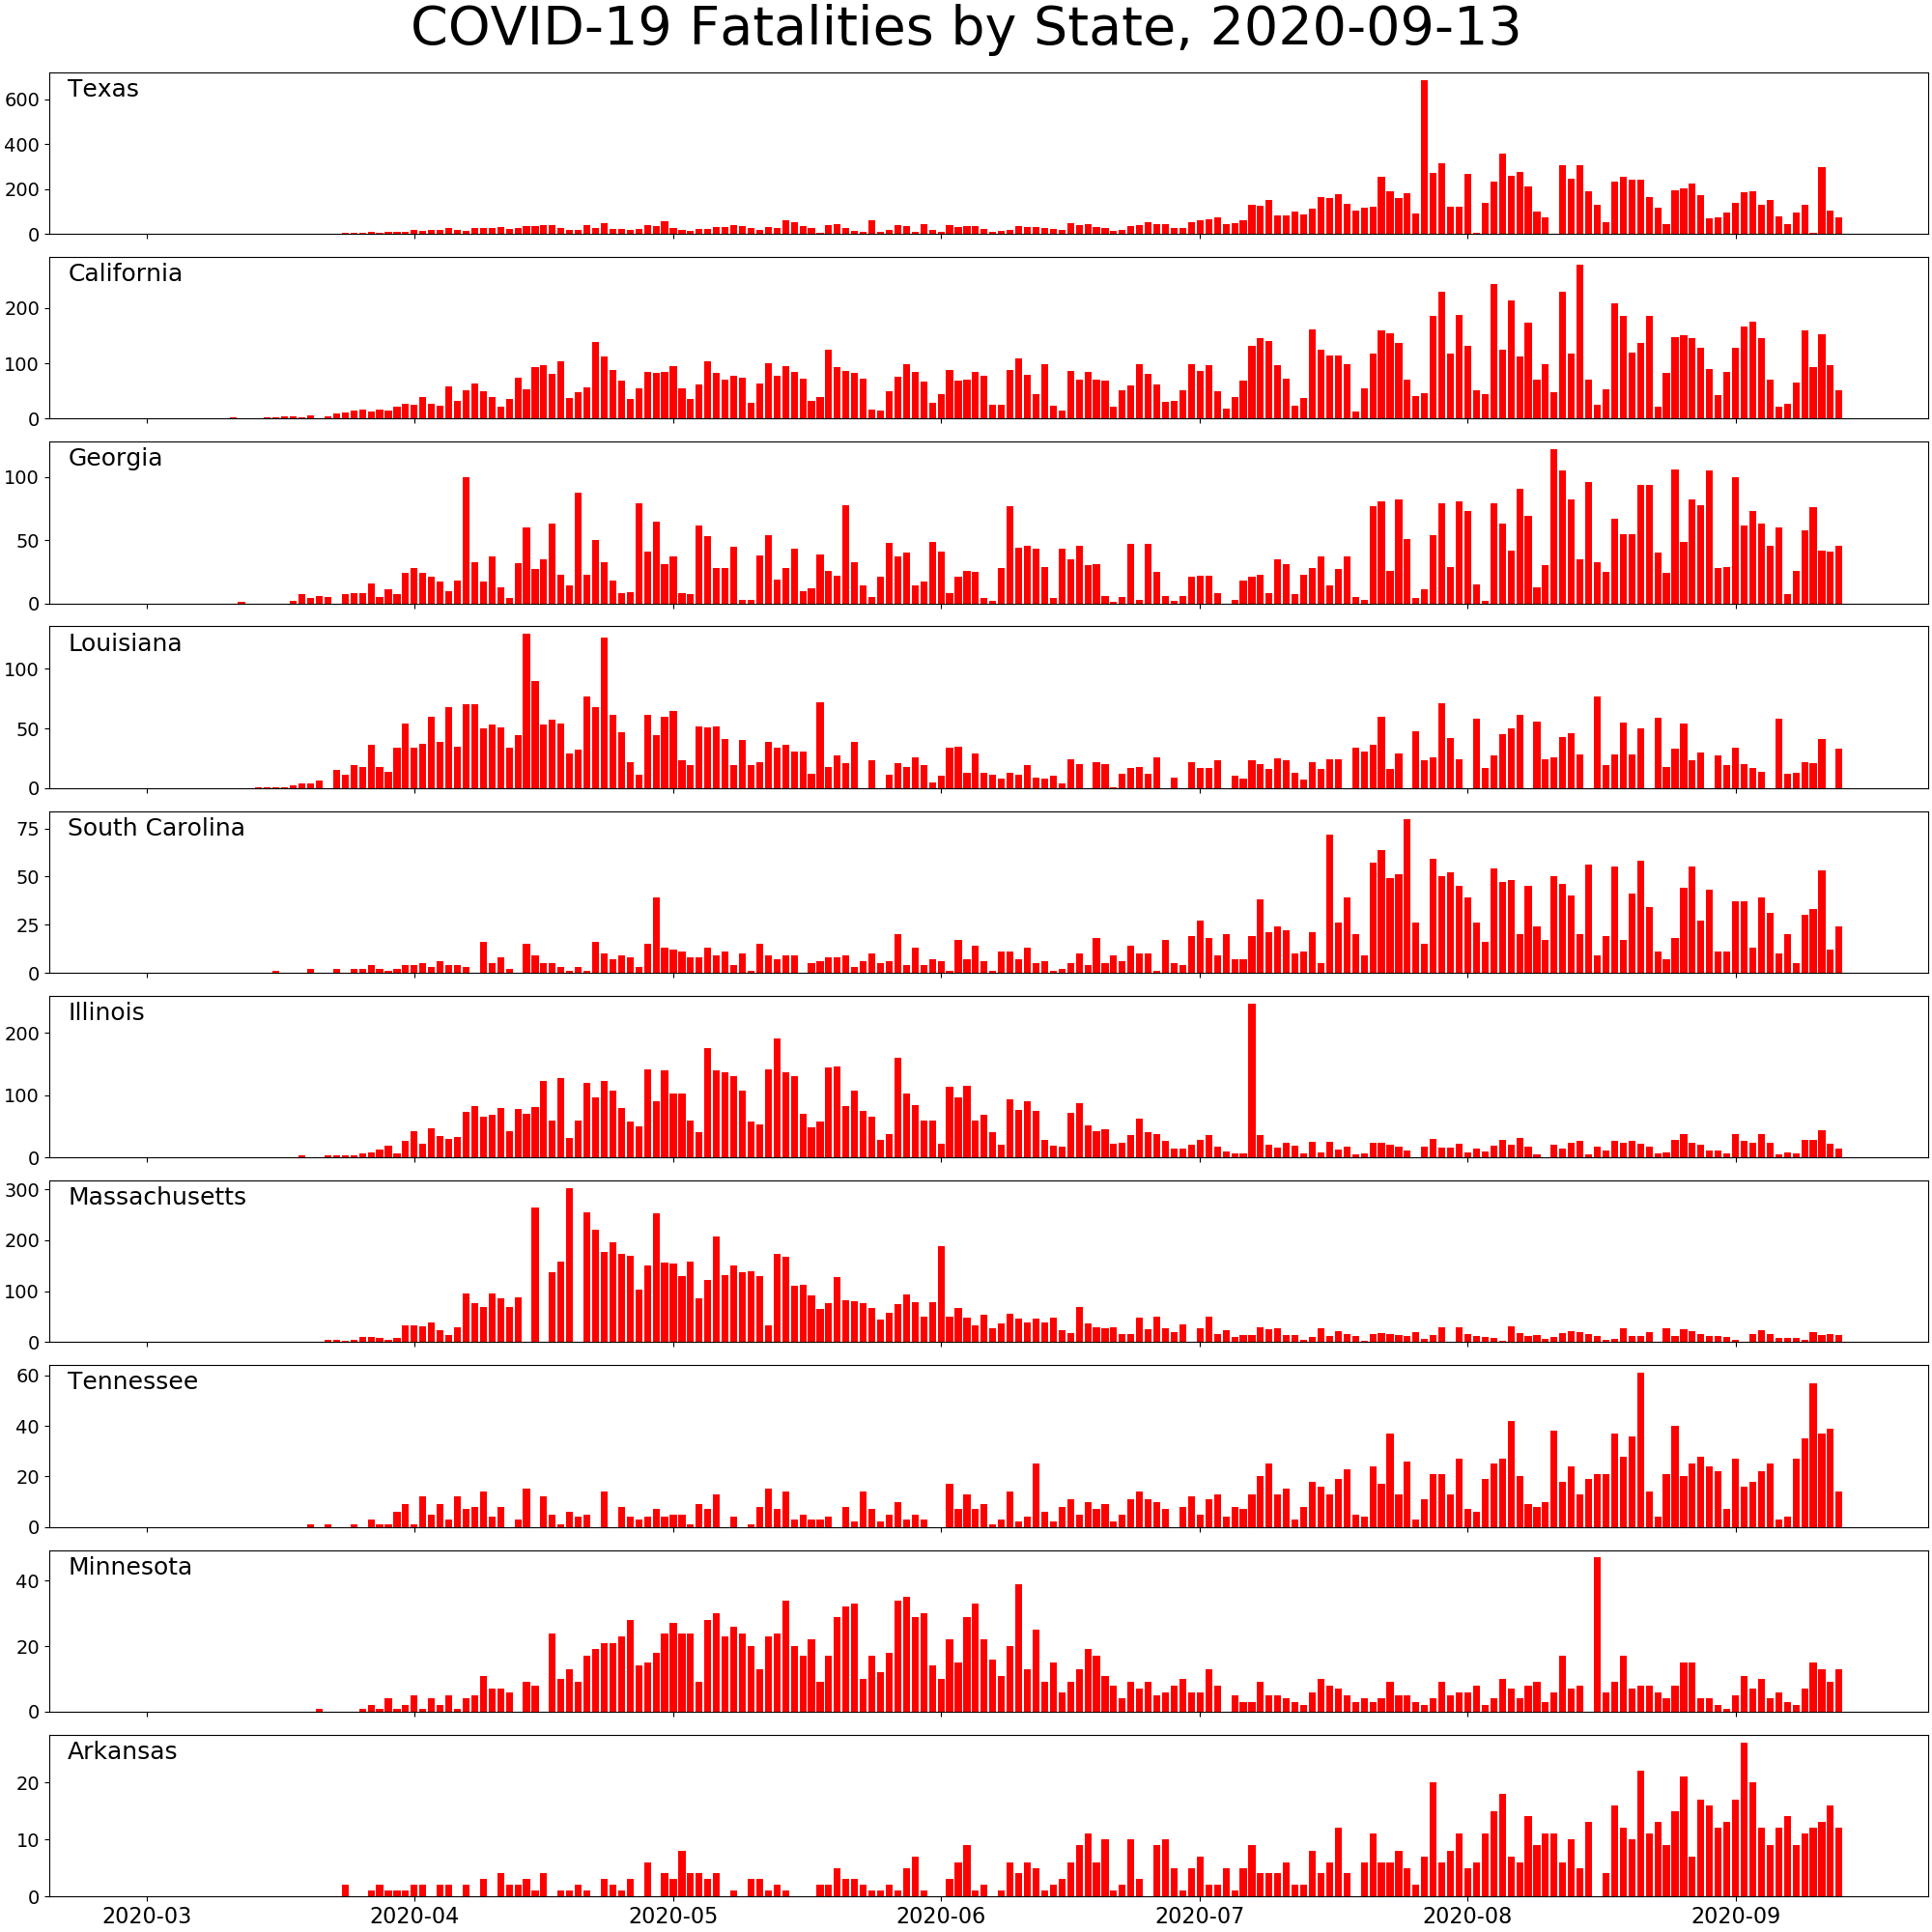 COVID-19 Fatalities by State, 2020-09-13
Texas
600
400
200
0
California
200
100
0
Georgia
100
50
0
Louisiana
100
50
0
South Carolina
75
50
25
0
Illinois
200
100
0
Massachusetts
300
200
100
0
Tennessee
60
40
20
0
Minnesota
40
20
0
Arkansas
20
10
0
2020-03 2020-04 2020-05 2020-06 2020-07 2020-08 2020-09